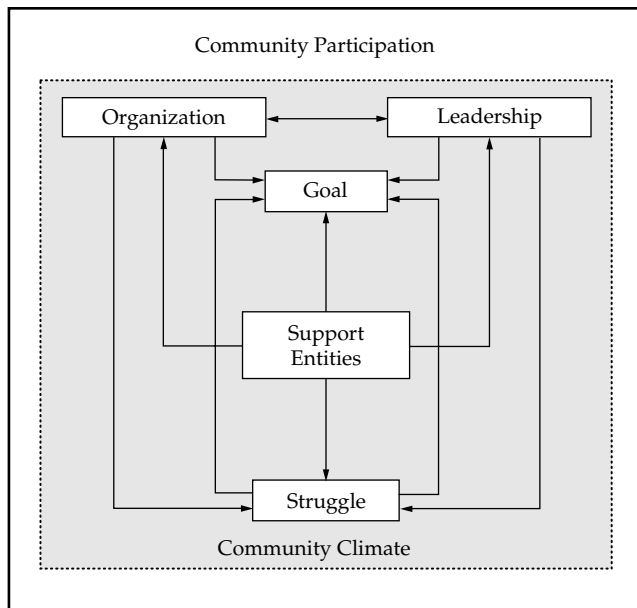 Community Participation
Organization
Leadership
Goal
Support
Entities
Struggle
Community Climate